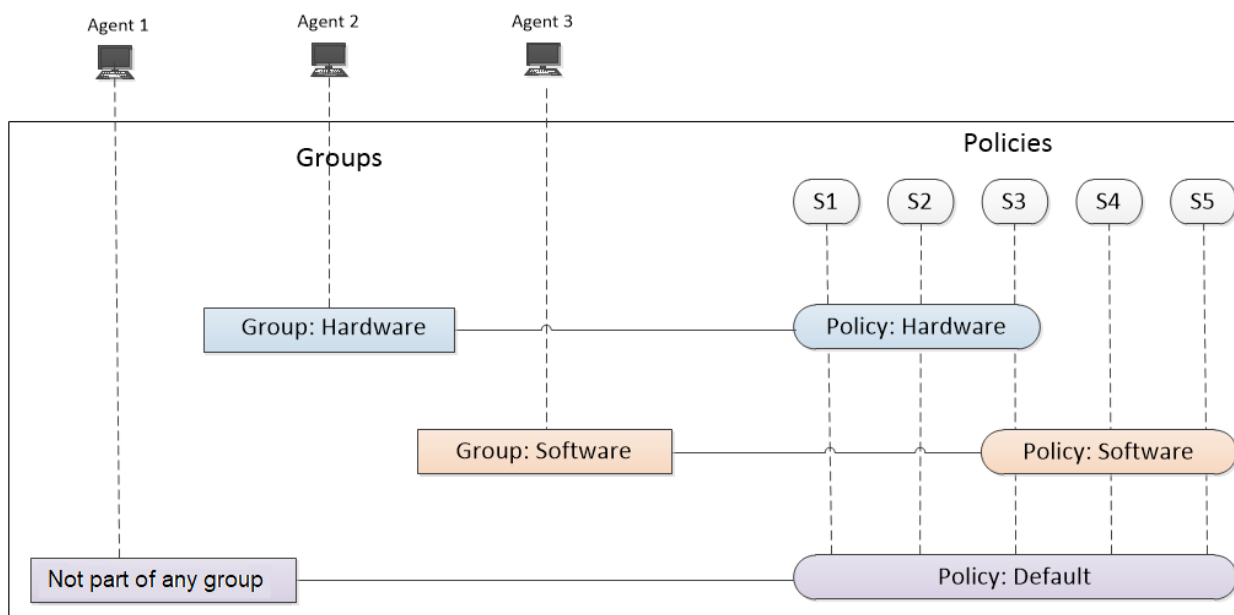 Agent 1
Agent 2
Agent 3
Groups
Policies
S1
S2
S3
S4
S5
Group: Hardware
Policy: Hardware
Group: Software
Policy: Software
Not part of any group
Policy: Default